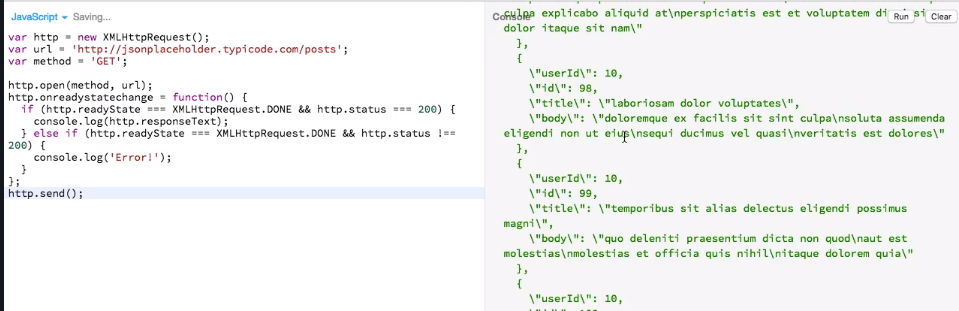 JavaScript Saving...
var http = new XMLHttpRequest();
var url = 'http://jsonplaceholder.typicode.com/posts';
var method = 'GET';
http.open(method, url);
http.onreadystatechange = function() {
if (http.readyState === XMLHttpRequest.DONE && http.status === 200) {
console.log(http.responseText);
} else if (http.readyState === XMLHttpRequest.DONE && http.status !==
200) {
console.log('Error!');
}
};
http.send();
Console Run Clear
culpa explicabo aliquid at\nperspiciatis est et voluptatem
dolor itaque sit nam\"
},
{
\"userId\": 10,
\"id\": 98,
\"title\": \"laboriosam dolor voluptates\",
\"body\": \"doloremque ex facilis sit sint culpa\nsoluta assumenda
eligendi non ut eius\nsequi ducimus vel quasi\nveritatis est dolores\"
},
{
\"userId\": 10,
\"id\": 99,
\"title\": \"temporibus sit alias delectus eligendi possimus
magni\",
\"body\": \"quo deleniti praesentium dicta non quod\naut est
molestias\nmolestias et officia quis nihil\nitaque dolorem quia\"
},
{
\"userId\": 10,